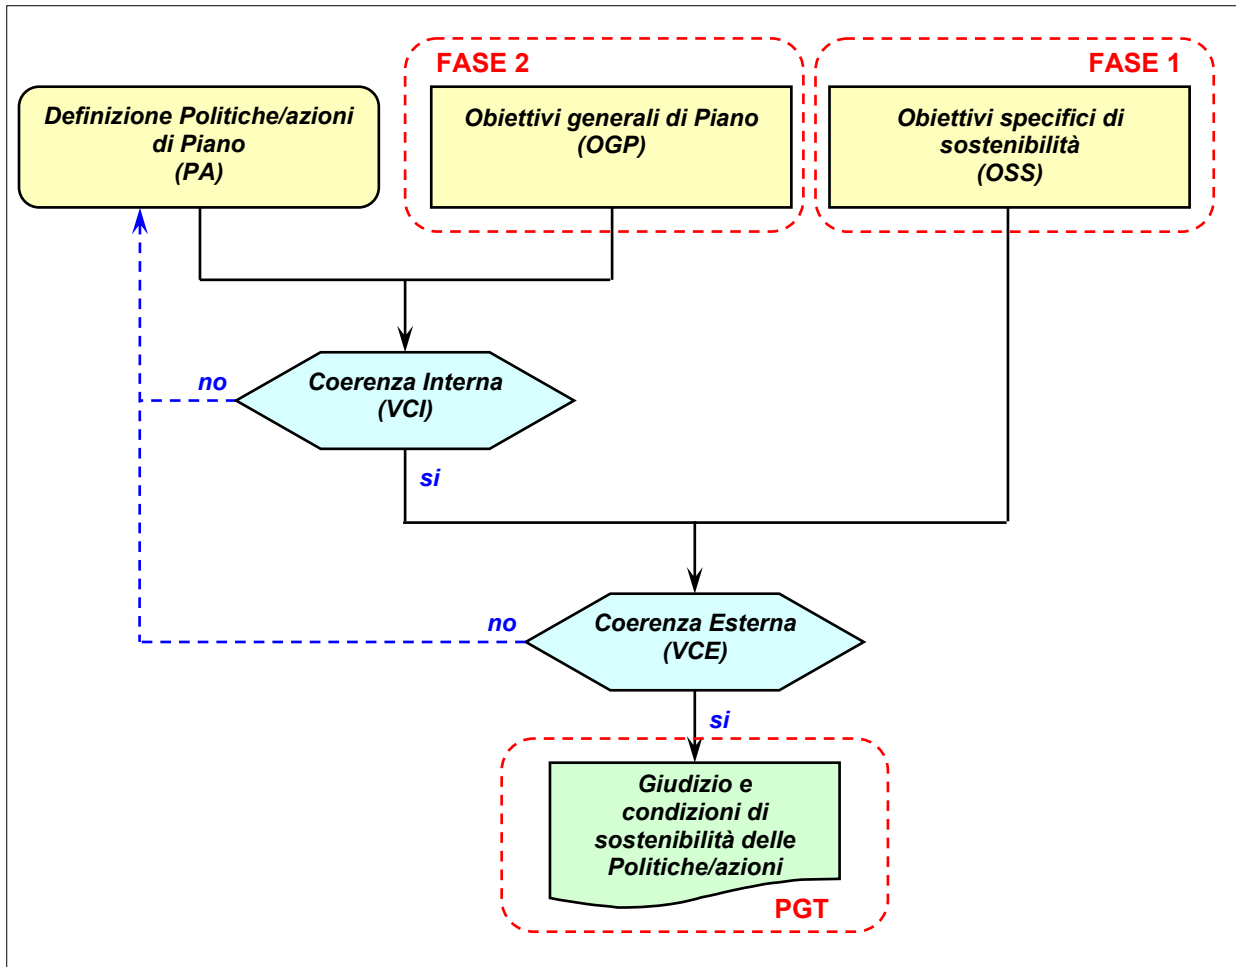 FASE 2
FASE 1
Definizione Politiche/azioni
di Piano
(PA)
Obiettivi generali di Piano
(OGP)
Obiettivi specifici di
sostenibilità
(OSS)
no
Coerenza Interna
(VCI)
si
no
Coerenza Esterna
(VCE)
si
Giudizio e
condizioni di
sostenibilità delle
Politiche/azioni
PGT